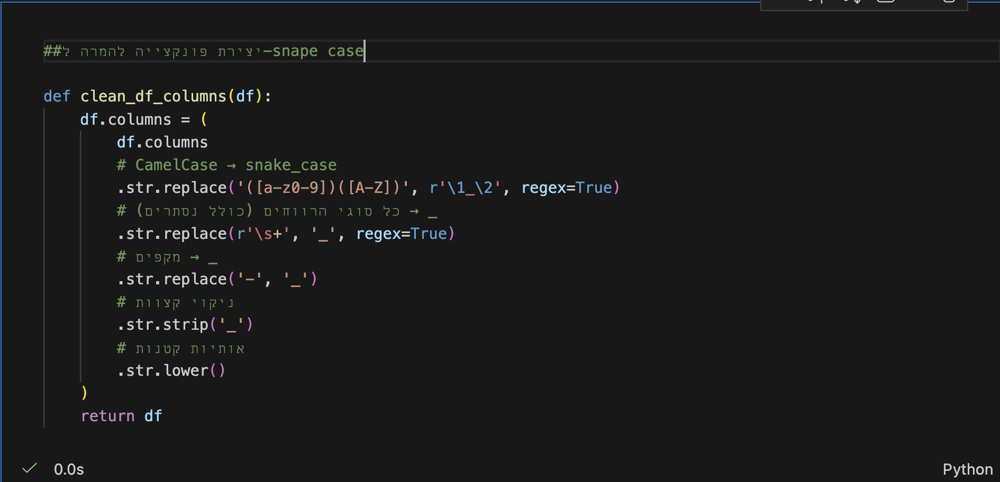 ##יצירת פונקצייה להמרה ל-snape case
def clean_df_columns(df):
df.columns = (
df.columns
# CamelCase → snake_case
.str.replace('([a-z0-9])([A-Z])', r'\1_\2', regex=True)
# כל סוגי הרווחים (כולל נסתרים) → _
.str.replace(r'\s+', '_', regex=True)
# מקפים → _
.str.replace('-', '_')
# ניקוי קצוות
.str.strip('_')
# אותיות קטנות
.str.lower()
)
return df
0.0s
Python